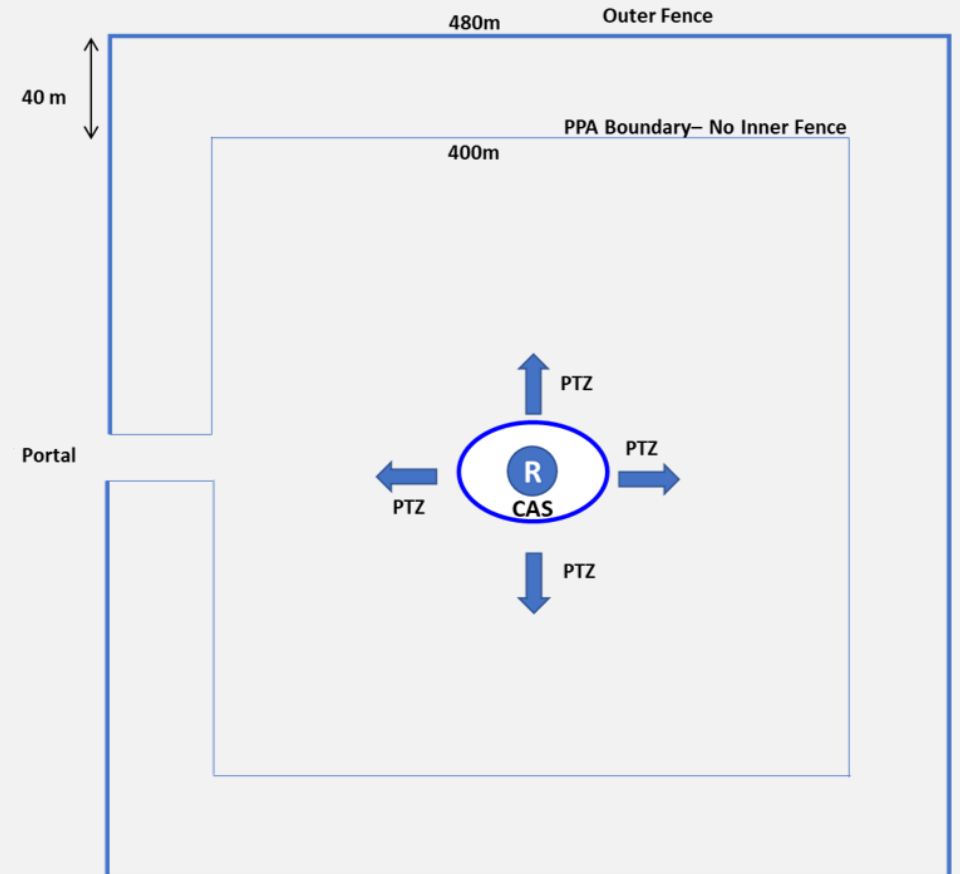 480m
Outer Fence
40 m
PPA Boundary– No Inner Fence
400m
PTZ
Portal
PTZ
R
CAS
PTZ
PTZ